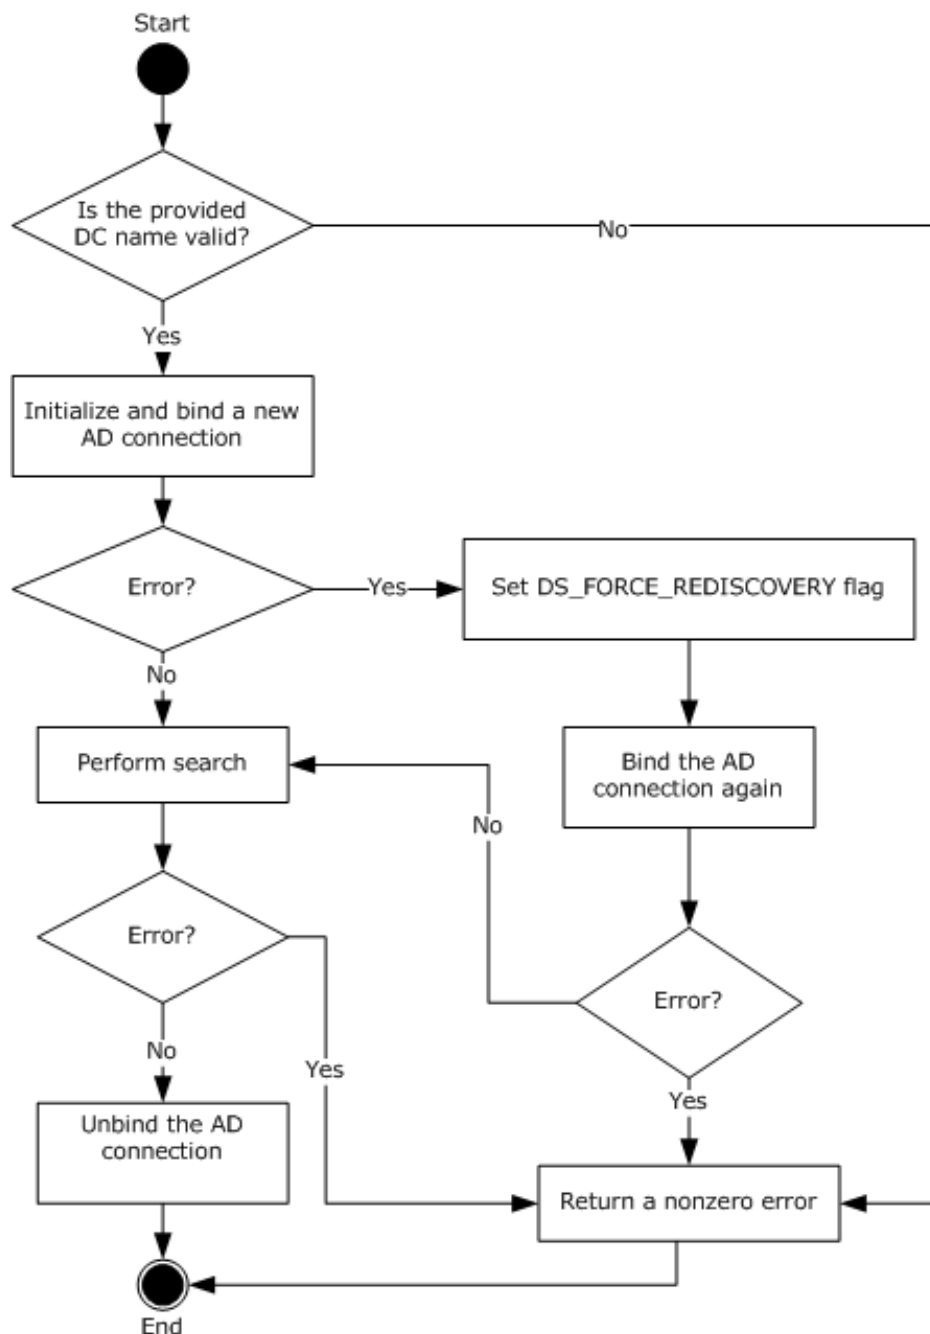 Start
Is the provided
DC name valid?
No
Yes
Initialize and bind a new
AD connection
Error?
Yes
Set DS_FORCE_REDISCOVERY flag
No
Perform search
Bind the AD
connection again
No
Error?
Error?
No
Yes
Yes
Unbind the AD
connection
Return a nonzero error
End